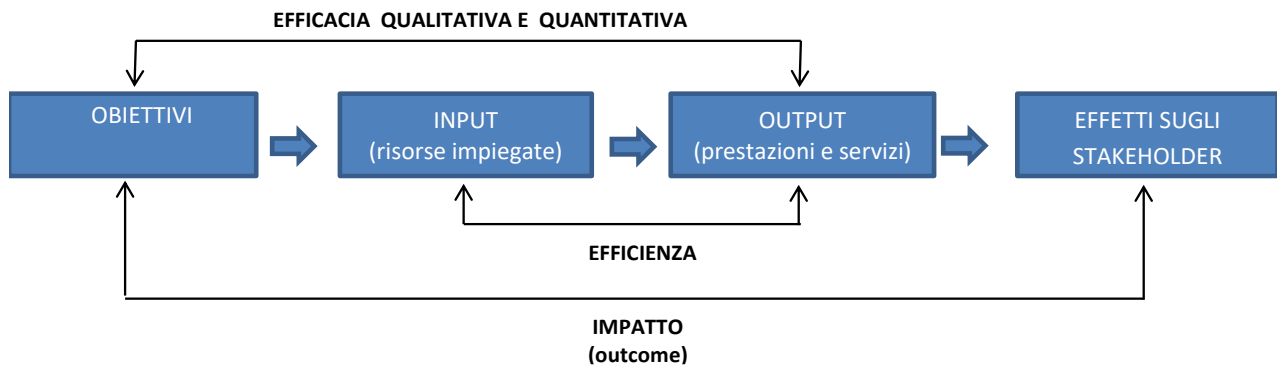 EFFICACIA QUALITATIVA E QUANTITATIVA
OBIETTIVI
INPUT
(risorse impiegate)
OUTPUT
(prestazioni e servizi)
EFFETTI SUGLI
STAKEHOLDER
EFFICIENZA
IMPATTO
(outcome)